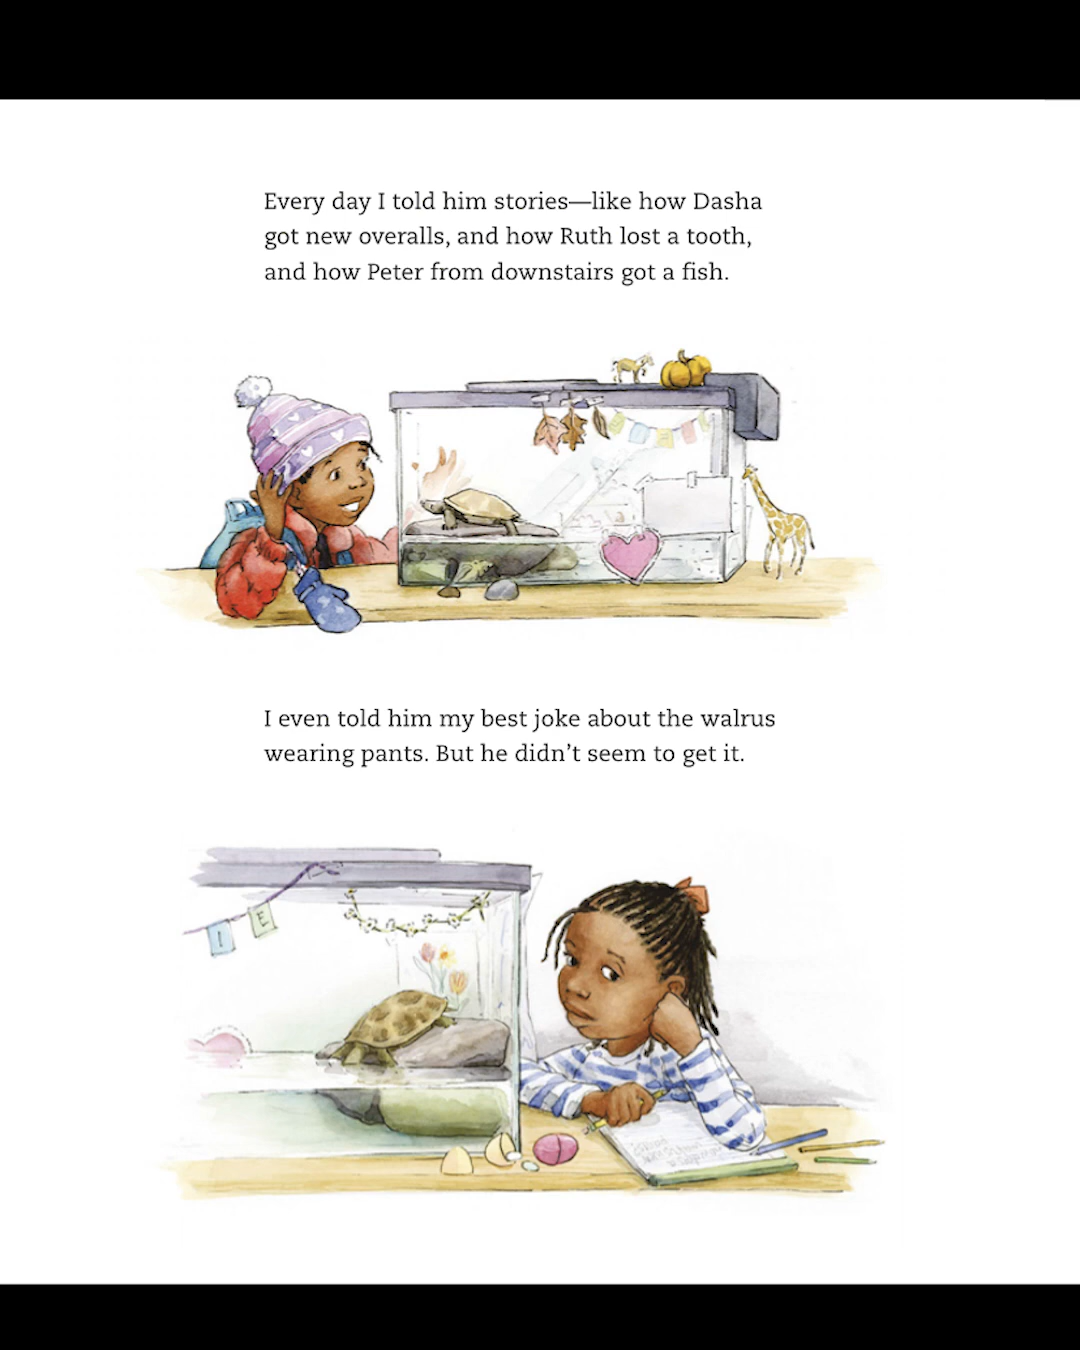 Every day I told him stories—like how Dasha
got new overalls, and how Ruth lost a tooth,
and how Peter from downstairs got a fish.
I even told him my best joke about the walrus
wearing pants. But he didn’t seem to get it.
I E